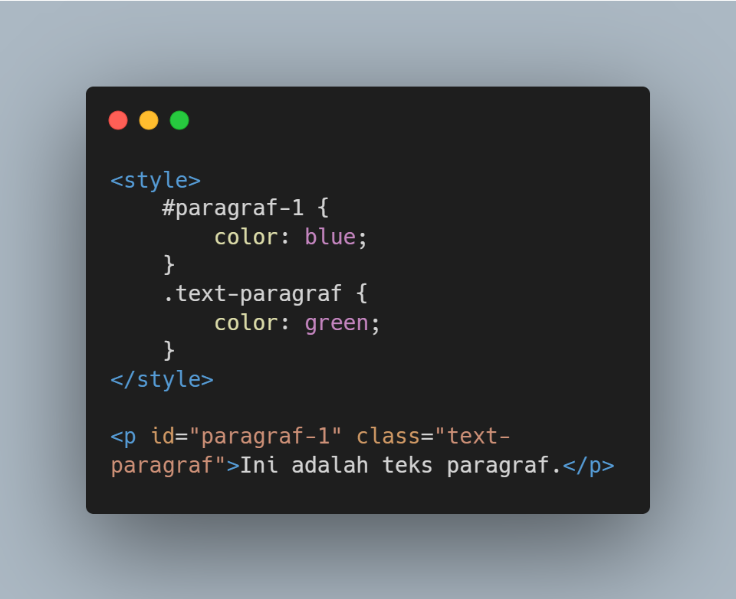 <style>
    #paragraf-1 {
        color: blue;
    }
    .text-paragraf {
        color: green;
    }
</style>

<p id="paragraf-1" class="text-
paragraf">Ini adalah teks paragraf.</p>